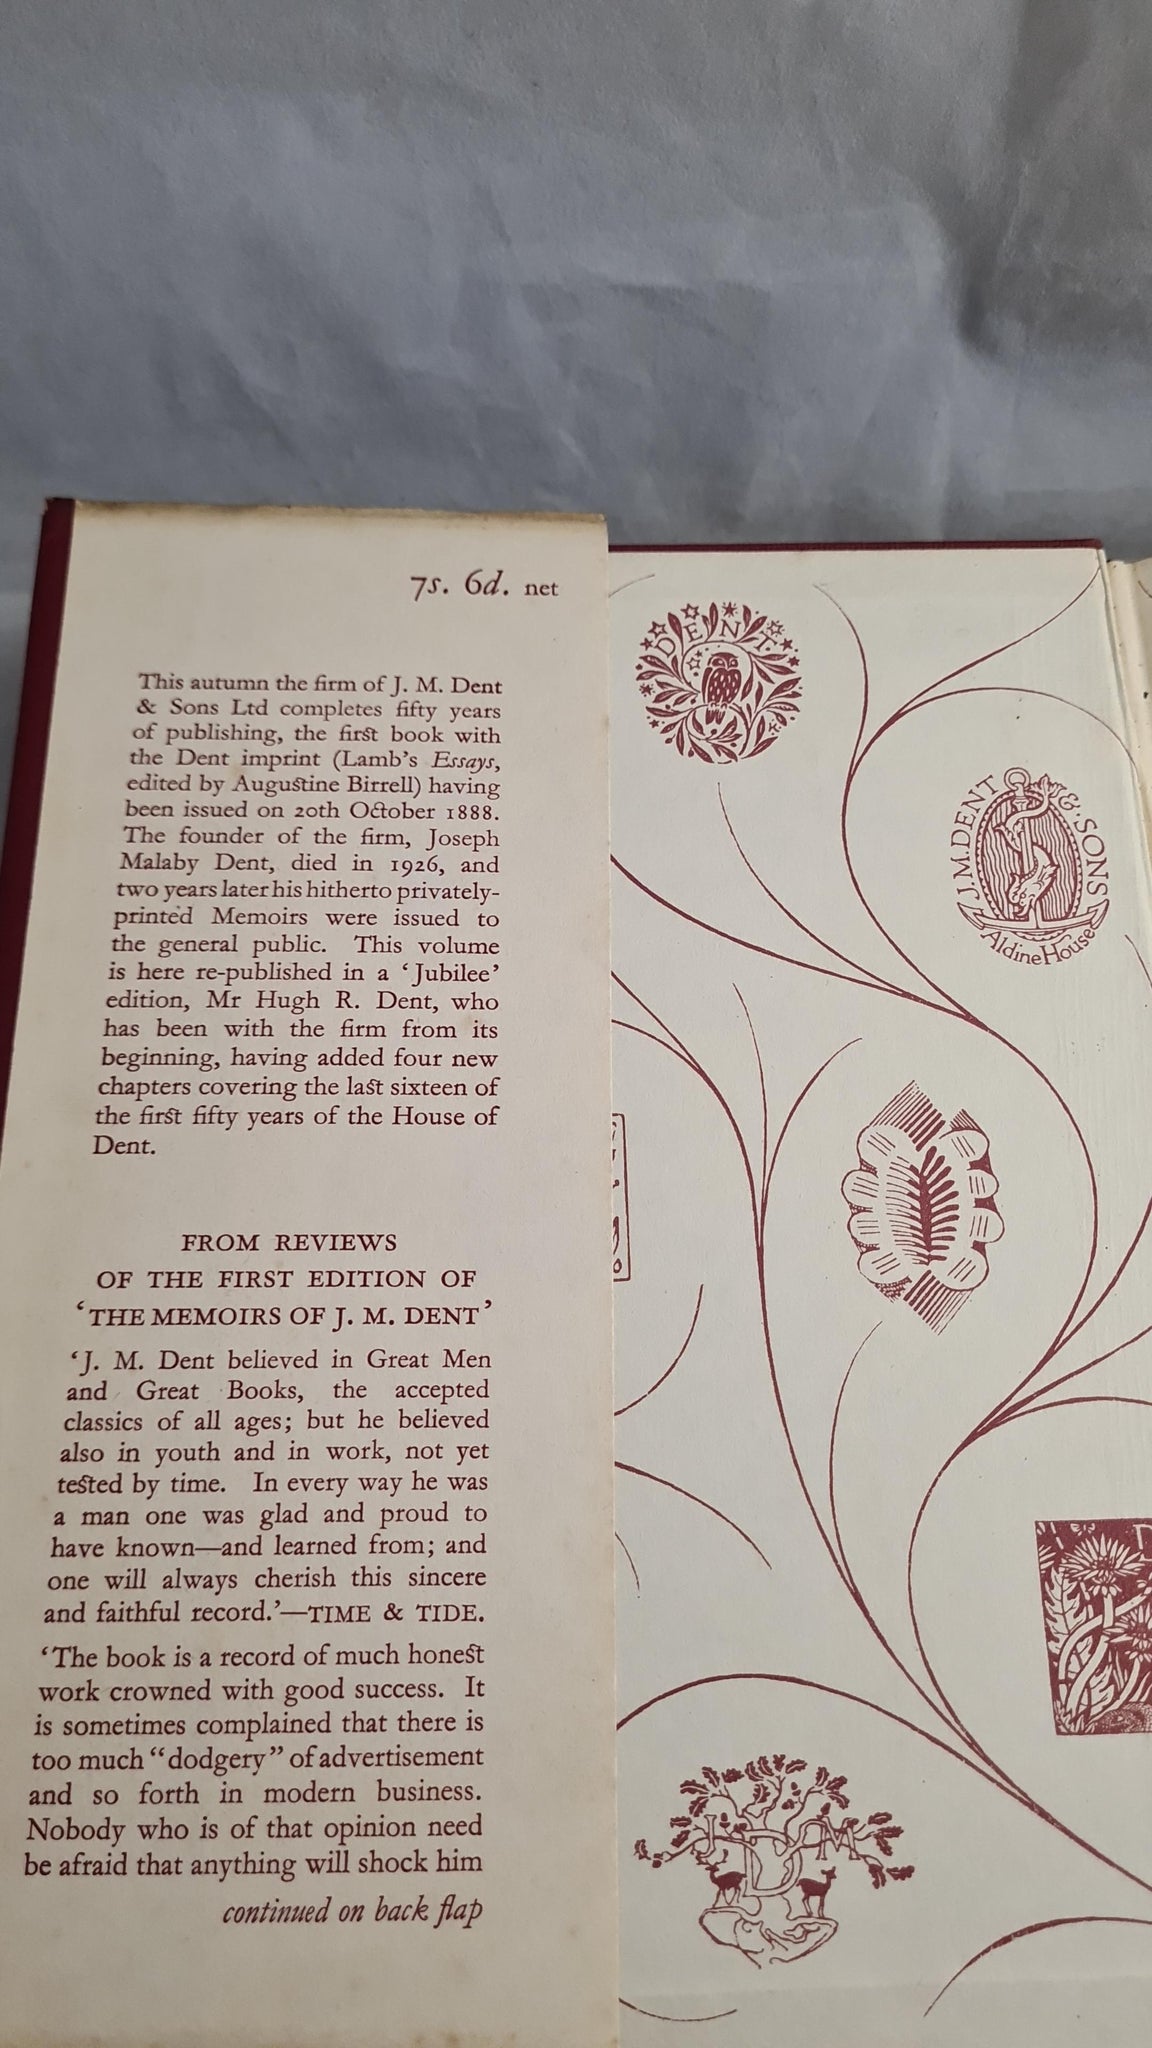 7s. 6d. net
This autumn the firm of J. M. Dent
& Sons Ltd completes fifty years
of publishing, the first book with
the Dent imprint (Lamb's Essays,
edited by Augustine Birrell) having
been issued on 20th October 1888.
The founder of the firm, Joseph
Malaby Dent, died in 1926, and
two years later his hitherto privately-
printed Memoirs were issued to
the general public. This volume
is here re-published in a 'Jubilee'
edition, Mr Hugh R. Dent, who
has been with the firm from its
beginning, having added four new
chapters covering the last sixteen of
the first fifty years of the House of
Dent.
FROM REVIEWS
OF THE FIRST EDITION OF
'THE MEMOIRS OF J. M. DENT'
'J. M. Dent believed in Great Men
and Great Books, the accepted
classics of all ages; but he believed
also in youth and in work, not yet
tested by time. In every way he was
a man one was glad and proud to
have known—and learned from; and
one will always cherish this sincere
and faithful record.'—TIME & TIDE.
'The book is a record of much honest
work crowned with good success. It
is sometimes complained that there is
too much "dodgery" of advertisement
and so forth in modern business.
Nobody who is of that opinion need
be afraid that anything will shock him
continued on back flap
DENT
J.M.DENT & SONS
Aldine House
J D M